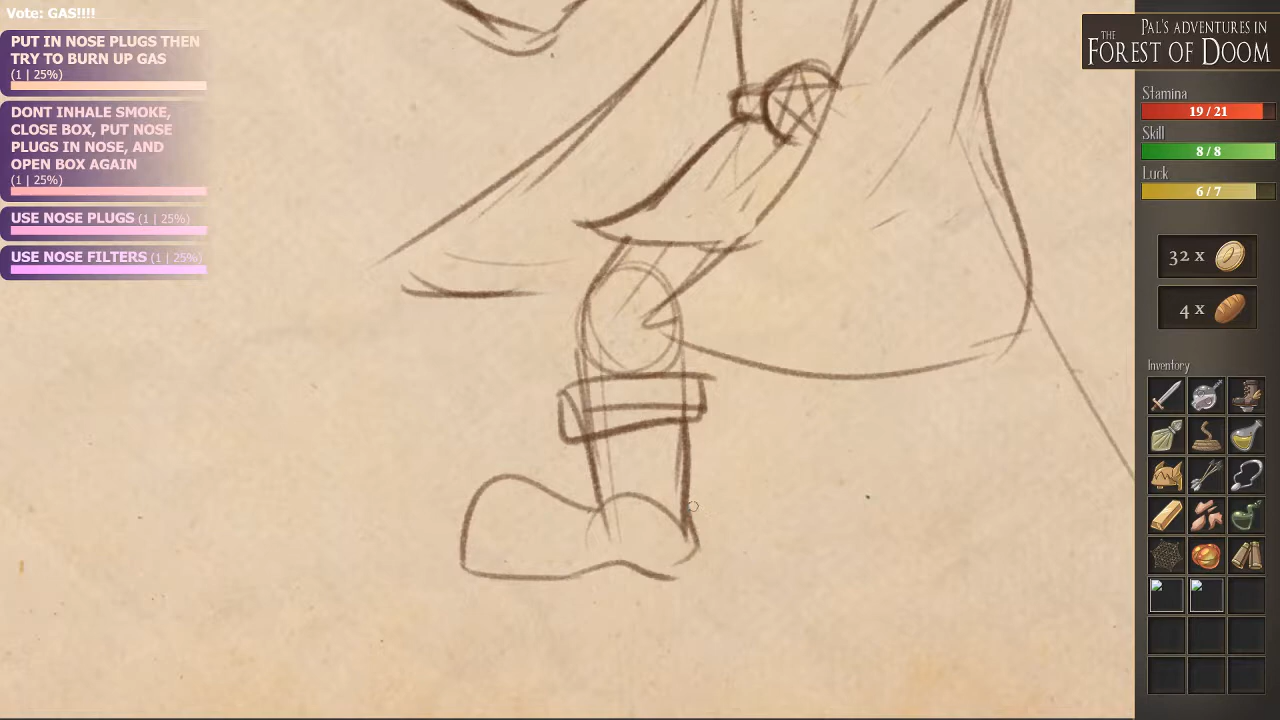 Vote: GAS!!!!
PUT IN NOSE PLUGS THEN
TRY TO BURN UP GAS
(1 | 25%)
DONT INHALE SMOKE,
CLOSE BOX, PUT NOSE
PLUGS IN NOSE, AND
OPEN BOX AGAIN
(1 | 25%)
USE NOSE PLUGS (1 | 25%)
USE NOSE FILTERS (1 | 25%)
PAL'S ADVENTURES IN
THE FOREST OF DOOM
Stamina
19 / 21
Skill
8 / 8
Luck
6 / 7
32 x
4 x
Inventory